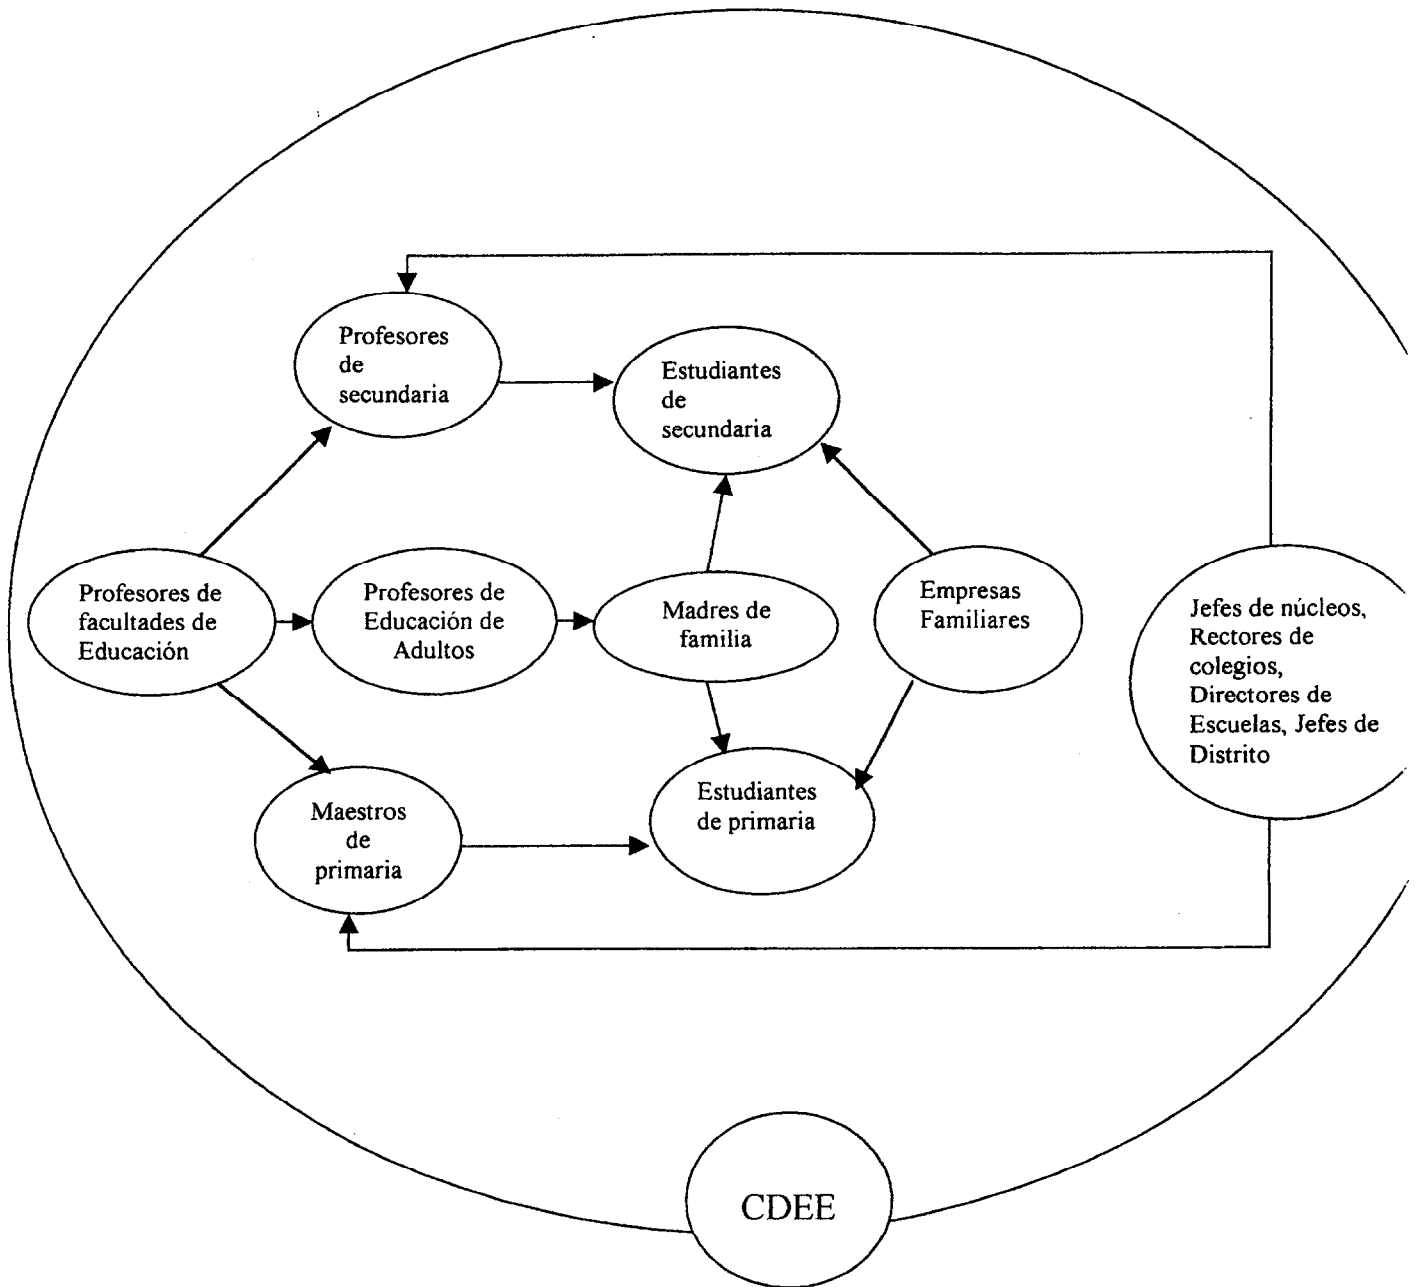 Profesores
de
secundaria
Estudiantes
de
secundaria
Profesores de
facultades de
Educación
Profesores de
Educación de
Adultos
Madres de
familia
Empresas
Familiares
Jefes de núcleos,
Rectores de
colegios,
Directores de
Escuelas, Jefes de
Distrito
Maestros
de
primaria
Estudiantes
de primaria
CDEE